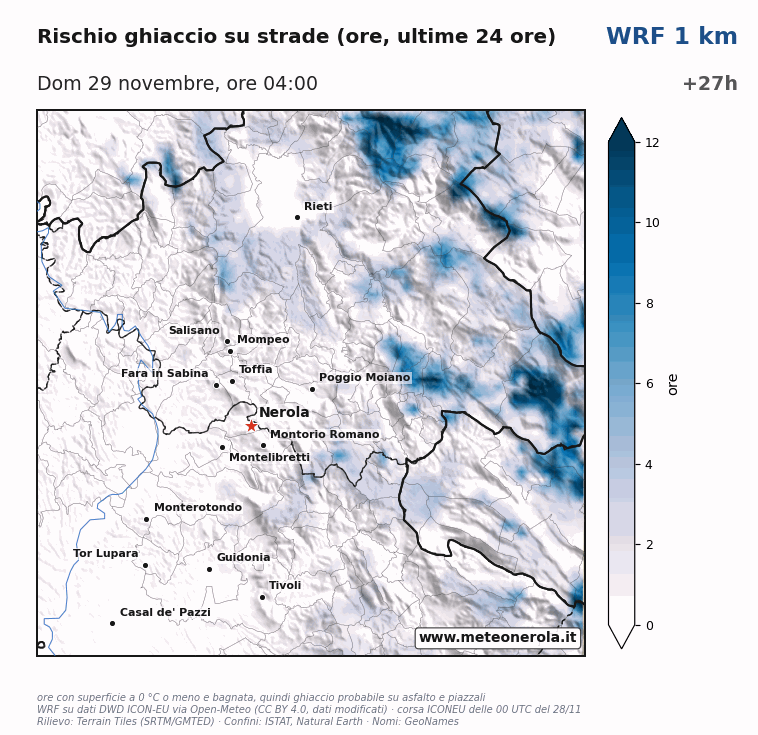 Rischio ghiaccio su strade (ore, ultime 24 ore)
WRF 1 km
Dom 29 novembre, ore 04:00
+27h
Rieti
Salisano
Mompeo
Fara in Sabina
Toffia
Poggio Moiano
Nerola
Montorio Romano
Montelibretti
Monterotondo
Tor Lupara
Guidonia
Tivoli
Casal de' Pazzi
www.meteonerola.it
12
10
8
6
4
2
0
ore
ore con superficie a 0 °C o meno e bagnata, quindi ghiaccio probabile su asfalto e piazzali
WRF su dati DWD ICON-EU via Open-Meteo (CC BY 4.0, dati modificati) · corsa ICONEU delle 00 UTC del 28/11
Rilievo: Terrain Tiles (SRTM/GMTED) · Confini: ISTAT, Natural Earth · Nomi: GeoNames